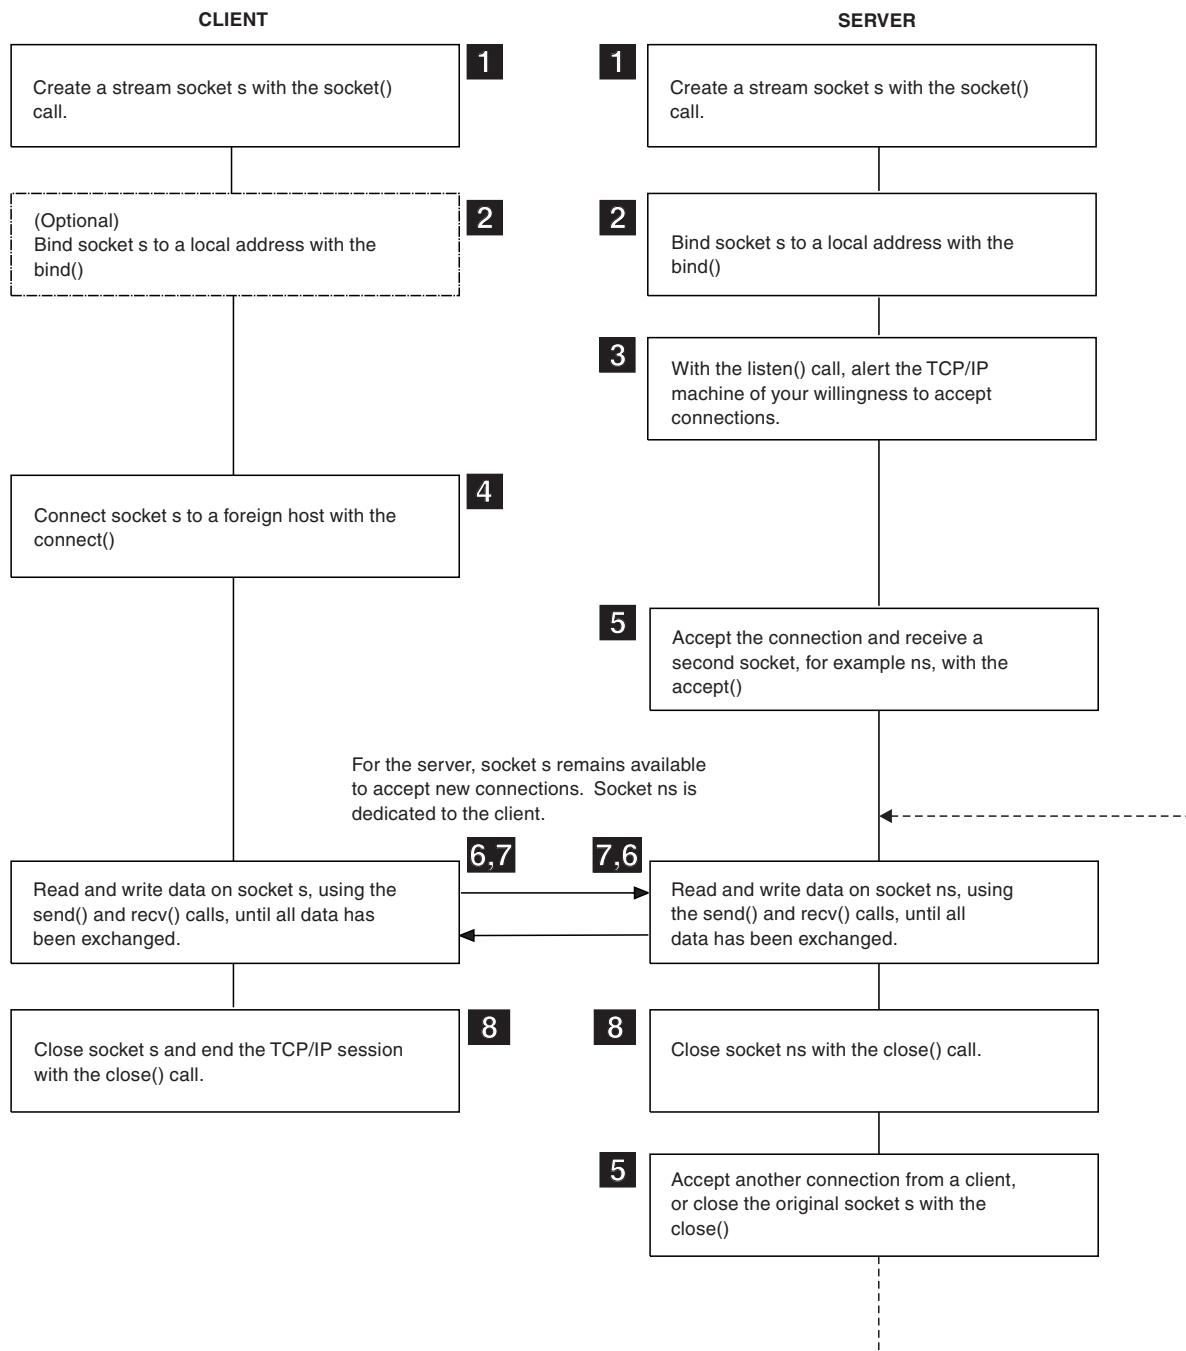 CLIENT
SERVER
1
1
Create a stream socket s with the socket()
call.
Create a stream socket s with the socket()
call.
2
2
(Optional)
Bind socket s to a local address with the
bind()
Bind socket s to a local address with the
bind()
3
With the listen() call, alert the TCP/IP
machine of your willingness to accept
connections.
4
Connect socket s to a foreign host with the
connect()
5
Accept the connection and receive a
second socket, for example ns, with the
accept()
For the server, socket s remains available
to accept new connections. Socket ns is
dedicated to the client.
6,7
7,6
Read and write data on socket s, using the
send() and recv() calls, until all data has
been exchanged.
Read and write data on socket ns, using
the send() and recv() calls, until all
data has been exchanged.
8
8
Close socket s and end the TCP/IP session
with the close() call.
Close socket ns with the close() call.
5
Accept another connection from a client,
or close the original socket s with the
close()